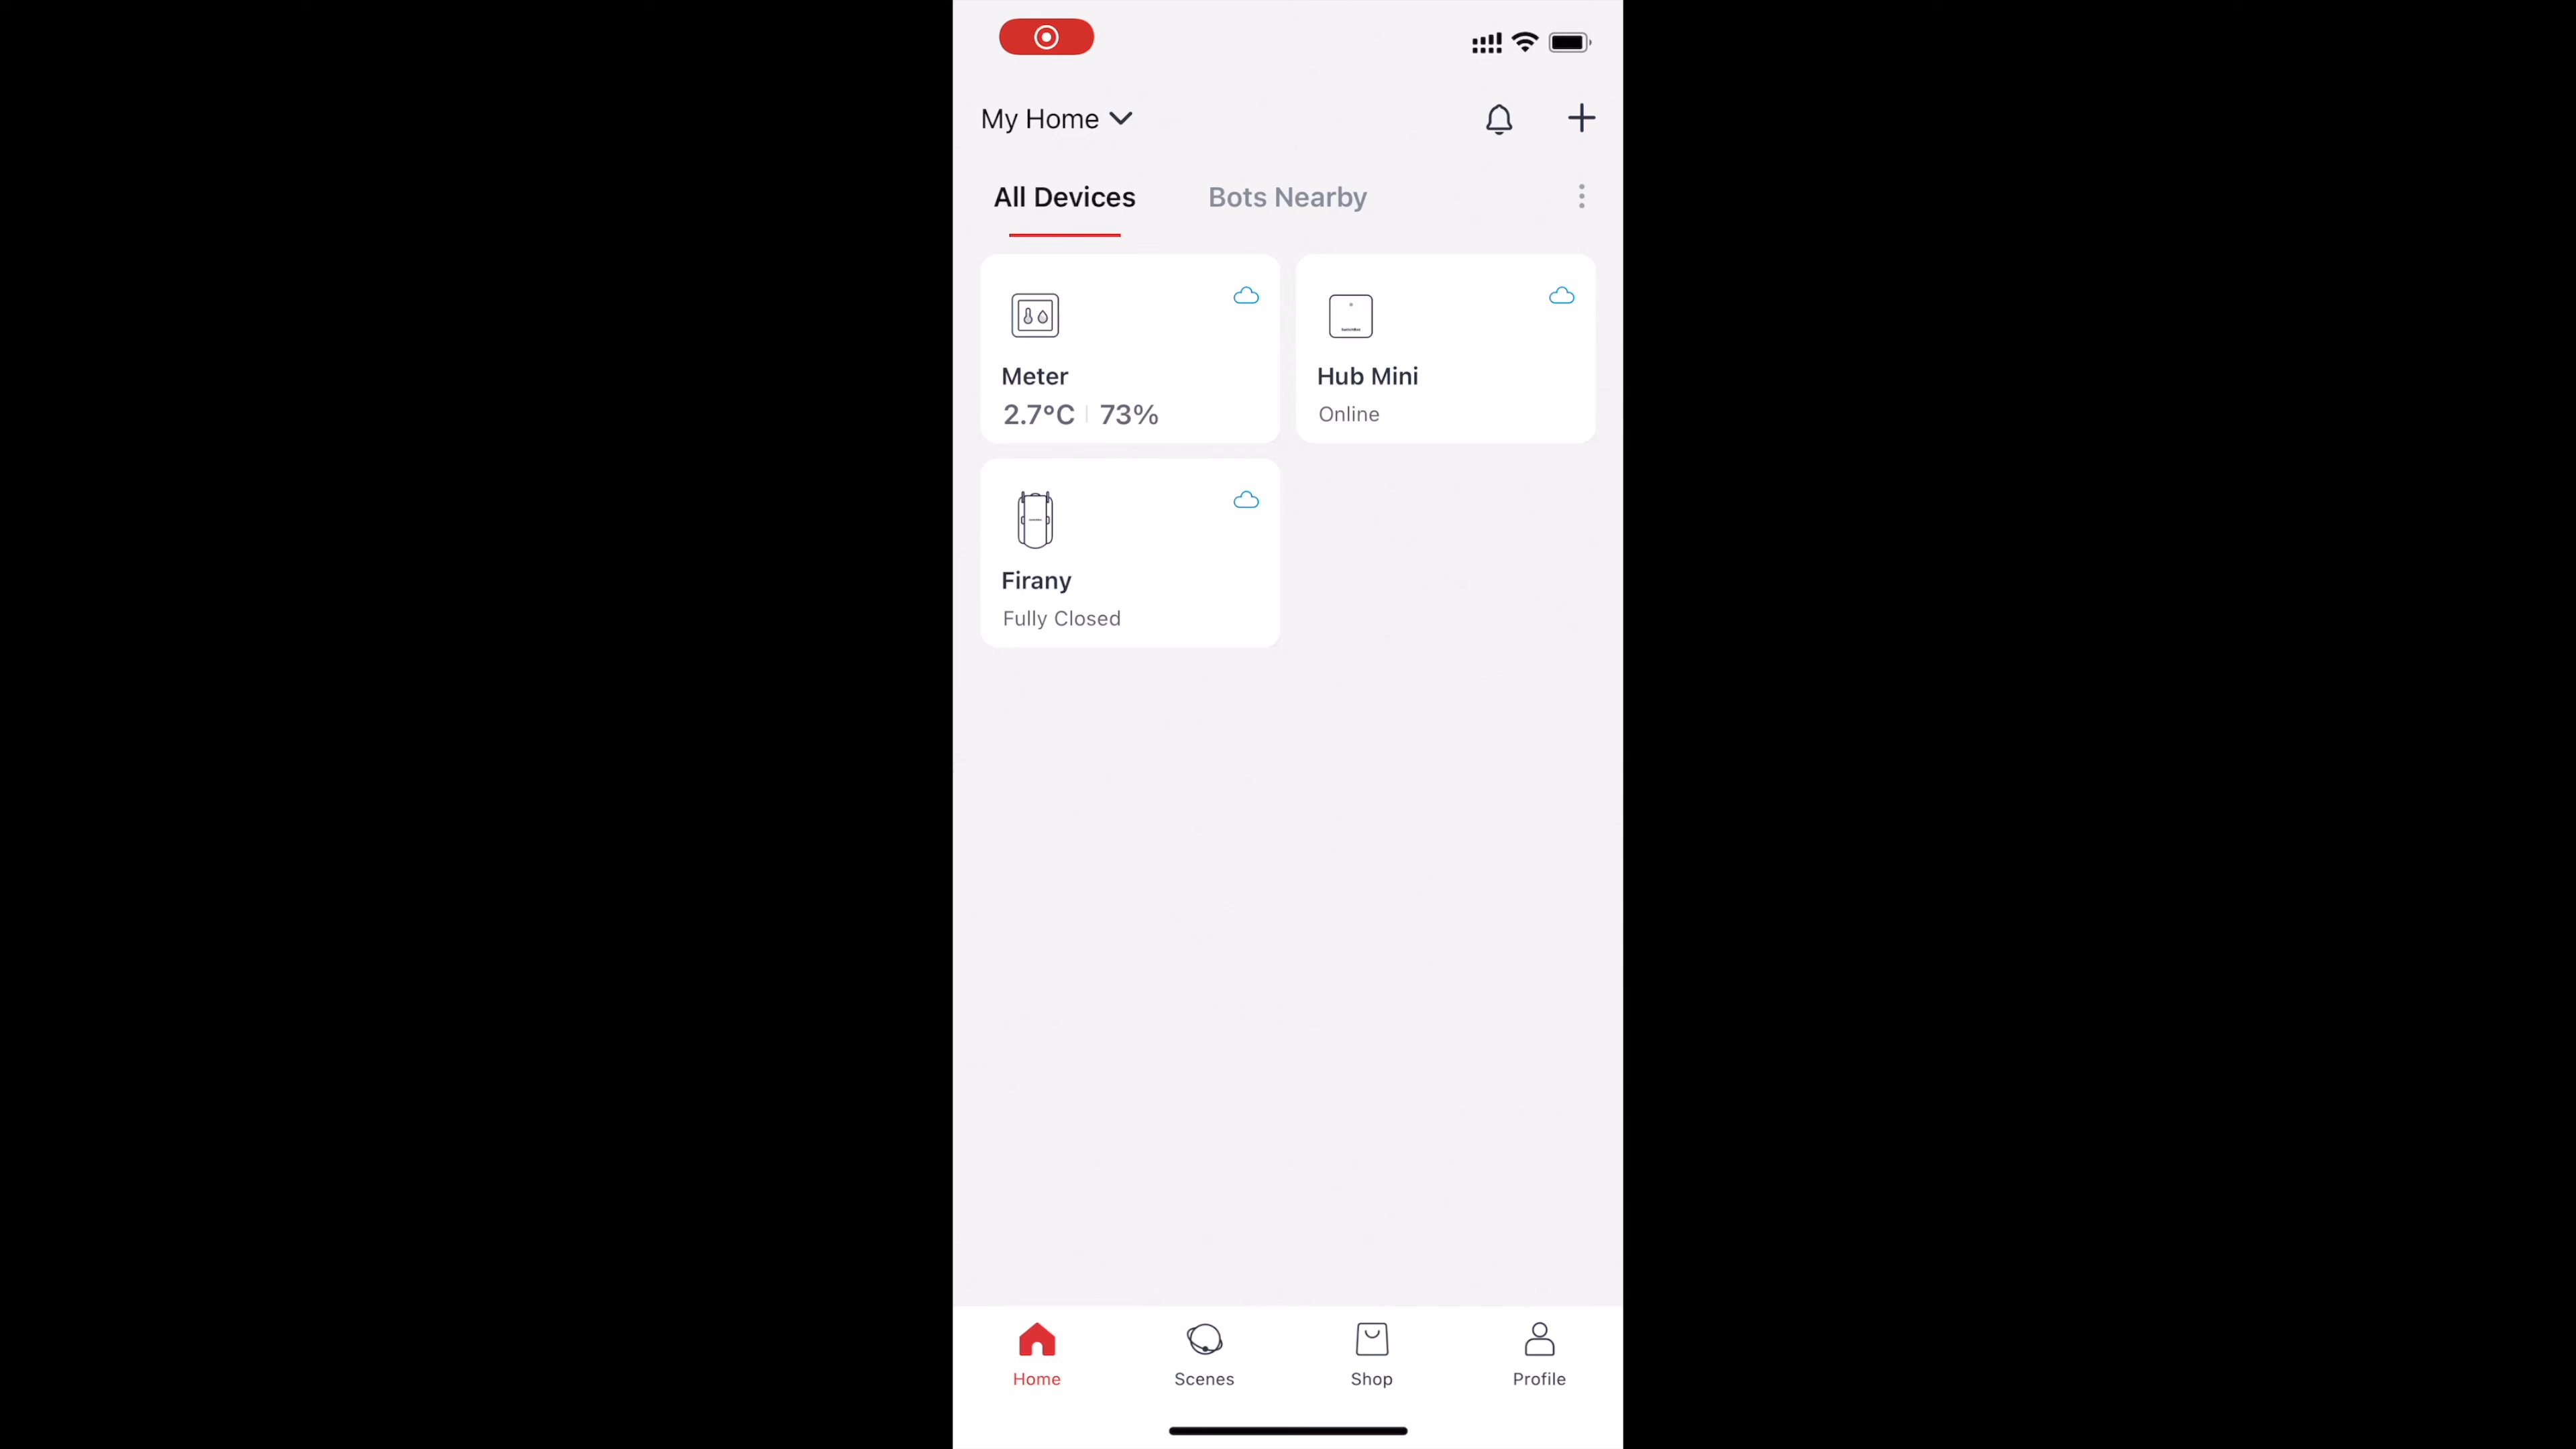 My Home
All Devices
Bots Nearby
Meter
2.7°C 73%
Hub Mini
Online
Firany
Fully Closed
Home
Scenes
Shop
Profile